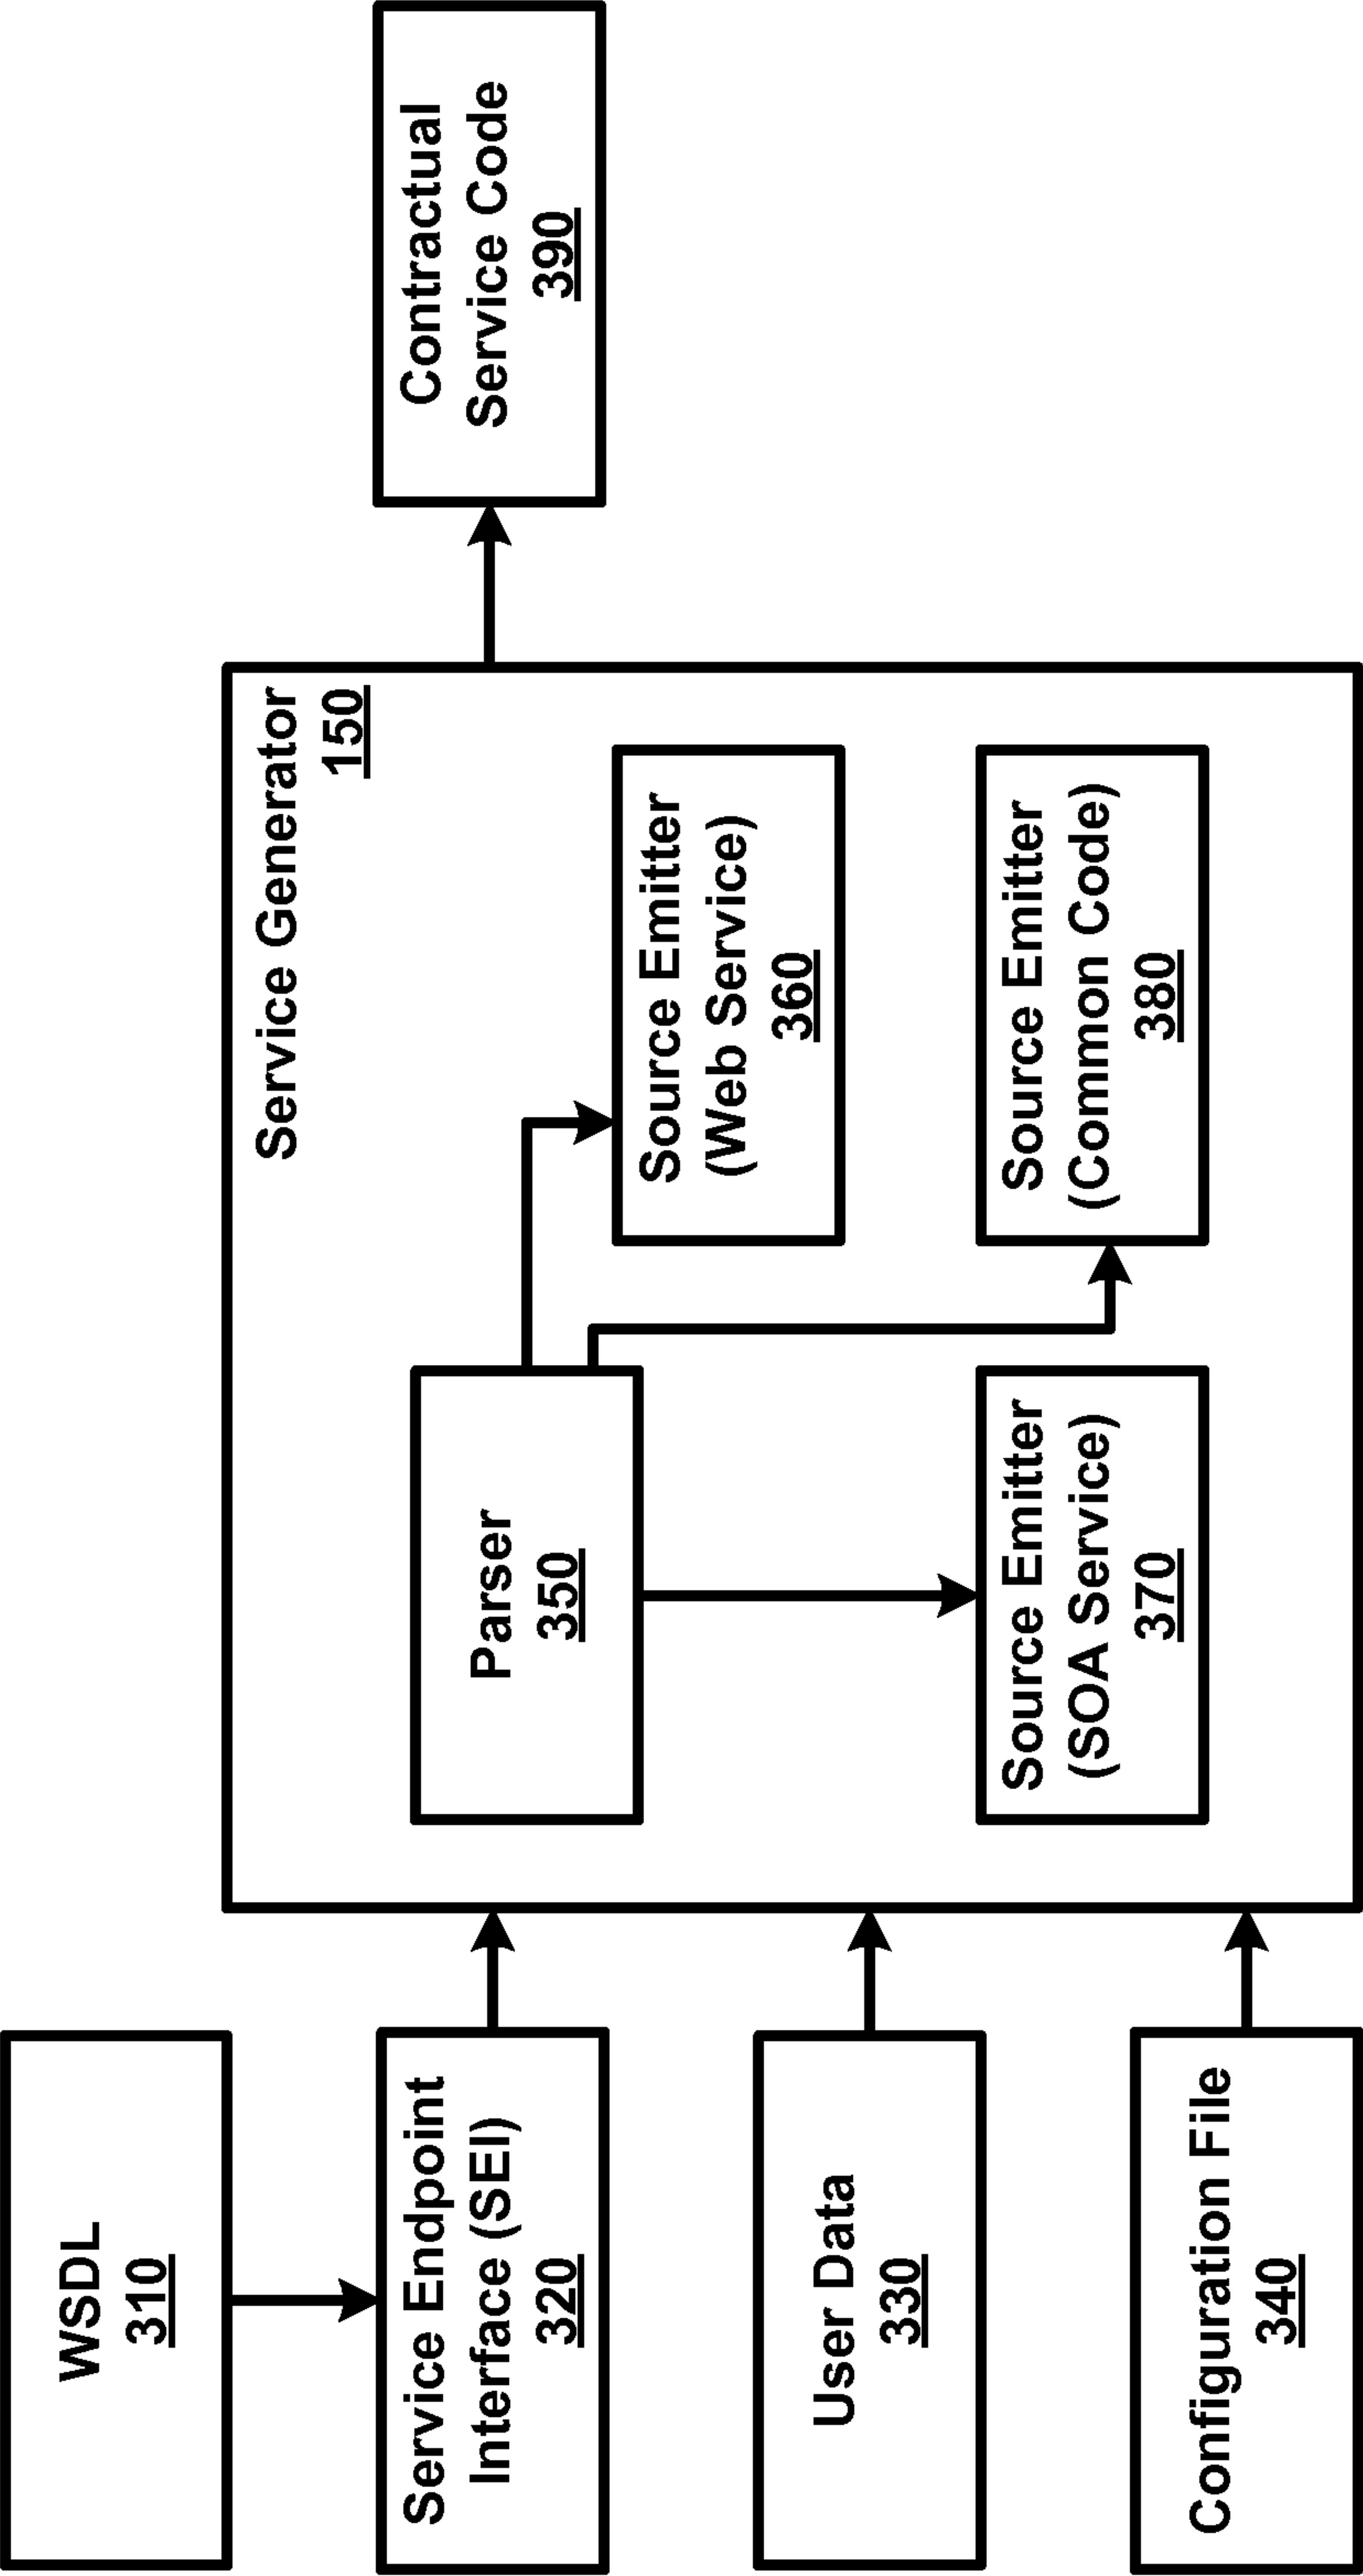 WSDL
310
Service Endpoint
Interface (SEI)
320
User Data
330
Configuration File
340
Service Generator
150
Parser
350
Source Emitter
(Web Service)
360
Source Emitter
(SOA Service)
370
Source Emitter
(Common Code)
380
Contractual
Service Code
390